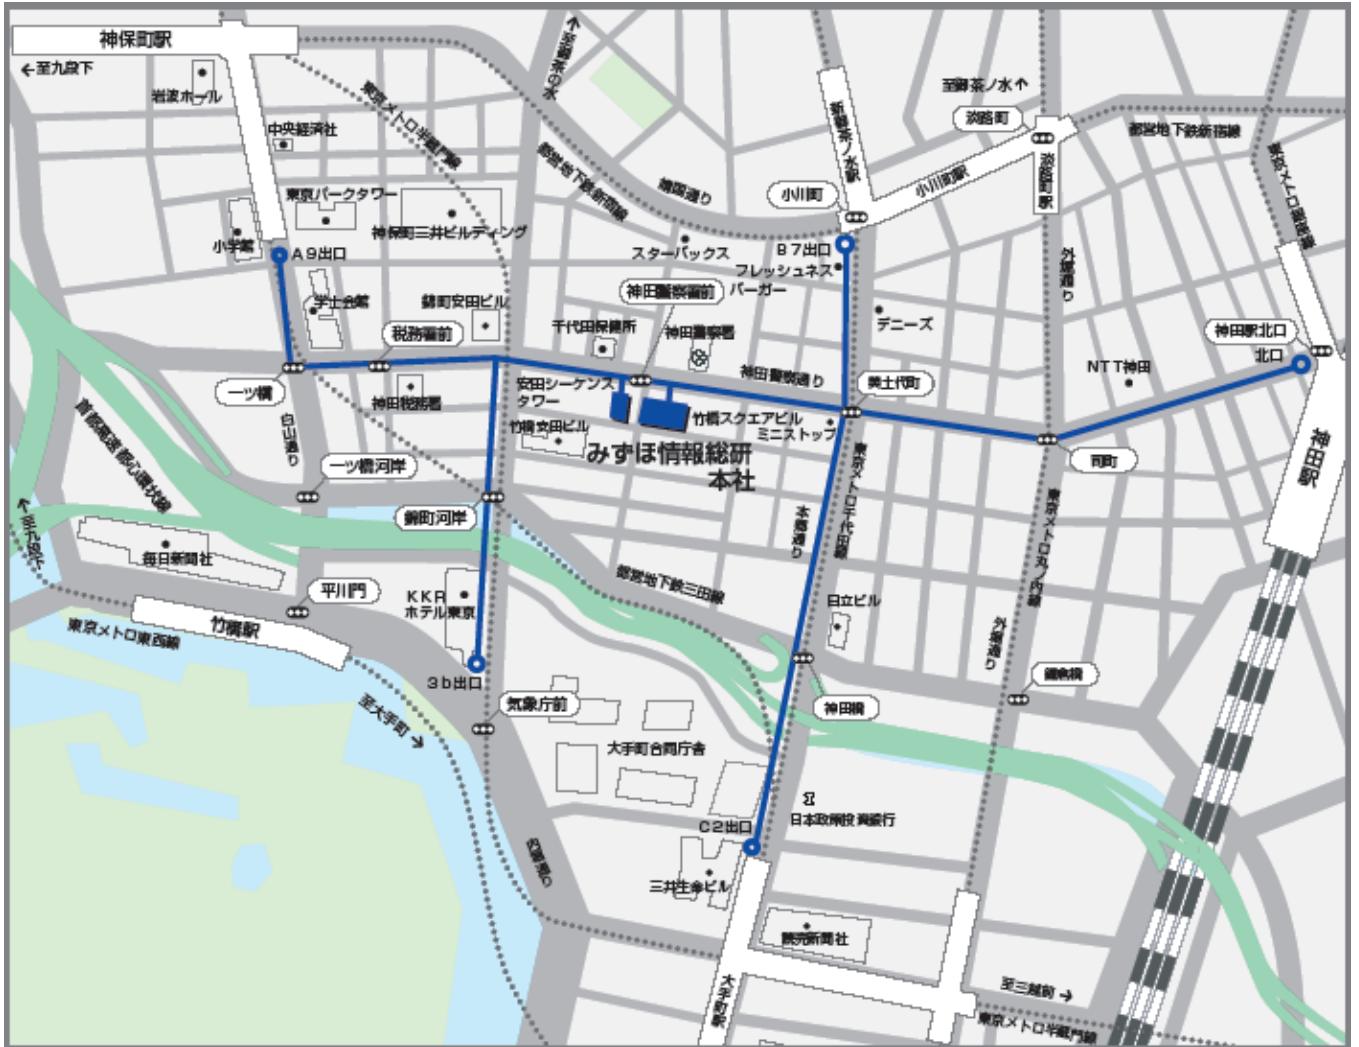 神保町駅
←至九段下
岩波ホール
中央経済社
東京メトロ半蔵門線
至御茶の水
東京パークタワー
神保町三井ビルディング
小学館
A9出口
都営地下鉄新宿線
靖国通り
新御茶ノ水駅
至御茶ノ水↑
淡路町
都営地下鉄新宿線
淡路町駅
小川町駅
小川町
東京メトロ銀座線
スターバックス
B7出口
フレッシュネス
バーガー
外堀通り
学士会館
錦町安田ビル
税務署前
神田警察署前
千代田保健所
神田警察署
デニーズ
神田駅北口
北口
NTT神田
一ツ橋
神田税務署
安田シーケンス
タワー
神田警察通り
美土代町
竹橋スクエアビル
ミニストップ
竹橋安田ビル
みずほ情報総研
本社
司町
神田駅
白山通り
一ツ橋河岸
首都高速都心環状線
錦町河岸
東京メトロ千代田線
本郷通り
東京メトロ丸ノ内線
至九段下
毎日新聞社
平川門
KKR
ホテル東京
都営地下鉄三田線
日立ビル
外堀通り
竹橋駅
東京メトロ東西線
3b出口
至大手町
気象庁前
神田橋
鎌倉橋
大手町合同庁舎
日本政策投資銀行
C2出口
三井生命ビル
読売新聞社
大手町駅
至三越前→
東京メトロ半蔵門線